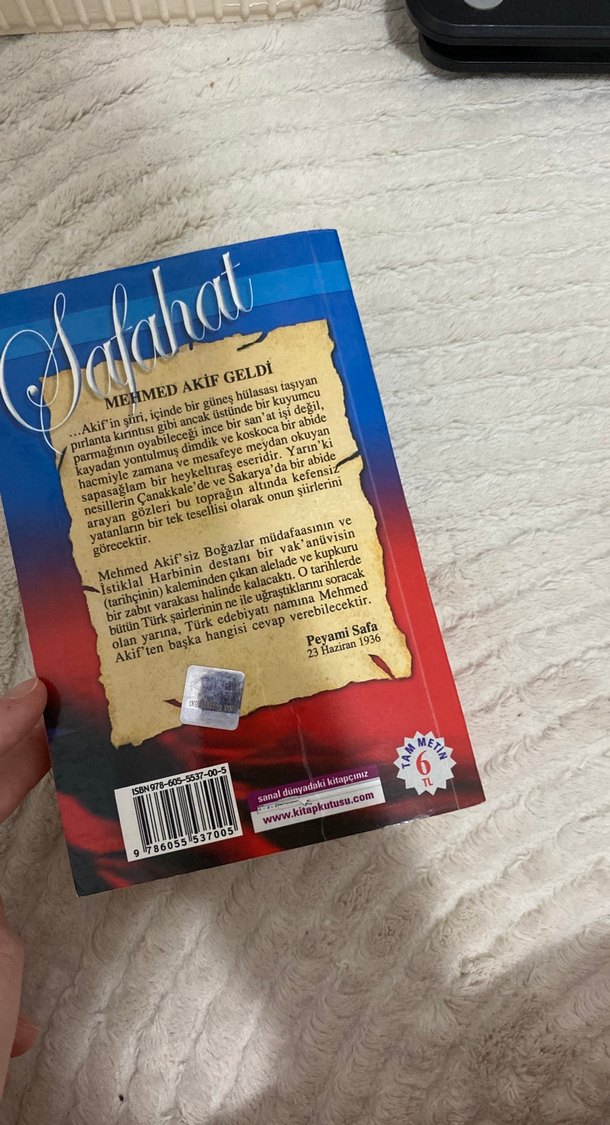 Safahat
MEHMED AKİF GELDİ
...Akif'in şiiri, içinde bir güneş hülasası taşıyan
pırlanta kırıntısı gibi ancak üstünde bir kuyumcu
parmağının oyabileceği ince bir san'at işi değil,
kayadan yontulmuş dimdik ve koskoca bir abide
hacmiyle zamana ve mesafeye meydan okuyan
sapasağlam bir heykeltıraş eseridir. Yarın'ki
nesillerin Çanakkale'de ve Sakarya'da bir abide
arayan gözleri bu toprağın altında kefensiz
yatanların bir tek tesellisi olarak onun şiirlerini
görecektir.
Mehmed Akif'siz Boğazlar müdafaasının ve
İstiklal Harbinin destanı bir vak'anüvisin
(tarihçinin) kaleminden çıkan alelade ve kupkuru
bir zabıt varakası halinde kalacaktı. O tarihlerde
bütün Türk şairlerinin ne ile uğraştıklarını soracak
olan yarına, Türk edebiyatı namına Mehmed
Akif'ten başka hangisi cevap verebilecektir.
Peyami Safa
23 Haziran 1936
ISBN 978-605-5537-00-5
9 786055 537005
sanal dünyadaki kitapçınız
www.kitapkutusu.com
TAM METİN
6
TL